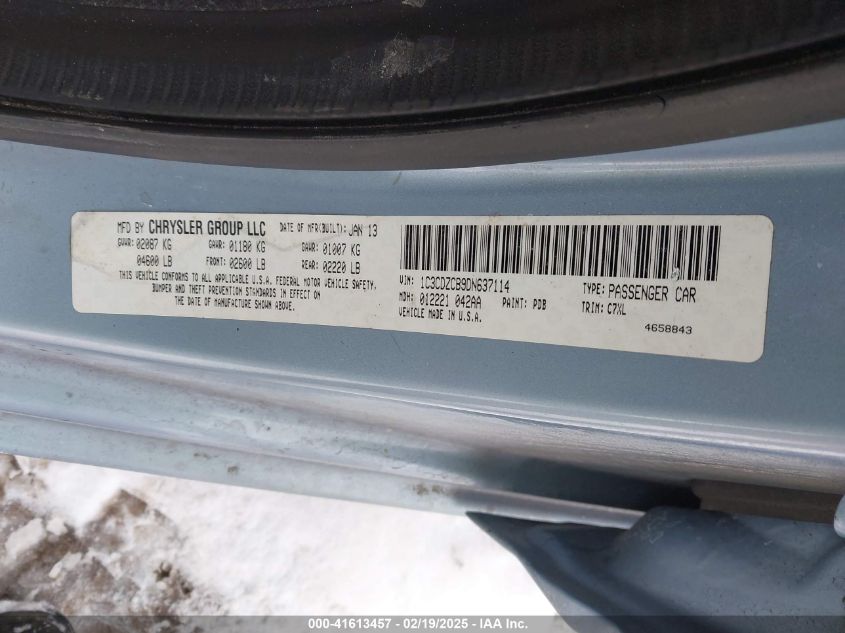 MFD BY CHRYSLER GROUP LLC DATE OF MFR(BUILT): JAN 13
GVWR: 02087 KG GAWR: 01180 KG GAWR: 01007 KG
04600 LB FRONT: 02600 LB REAR: 02220 LB
THIS VEHICLE CONFORMS TO ALL APPLICABLE U.S.A. FEDERAL MOTOR VEHICLE SAFETY,
BUMPER AND THEFT PREVENTION STANDARDS IN EFFECT ON
THE DATE OF MANUFACTURE SHOWN ABOVE.
VIN: 1C3CDZCB9DN637114 TYPE: PASSENGER CAR
MDH: 012221 042AA PAINT: PDB TRIM: C7XL
VEHICLE MADE IN U.S.A.
4658843
000-41613457 - 02/19/2025 - IAA Inc.